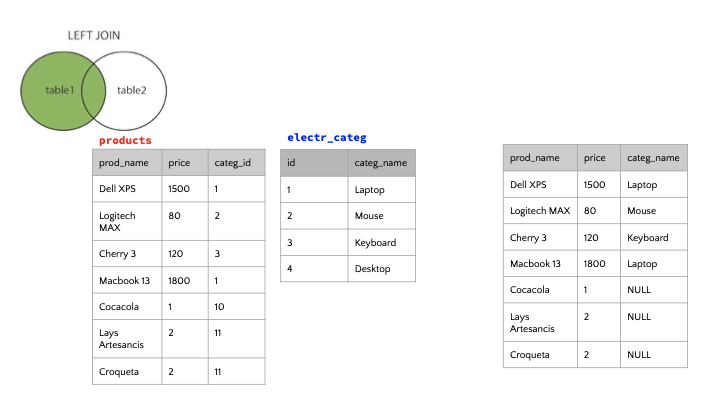 LEFT JOIN
table1 table2
products
prod_name price categ_id
Dell XPS 1500 1
Logitech 80 2
MAX
Cherry 3 120 3
Macbook 13 1800 1
Cocacola 1 10
Lays 2 11
Artesancis
Croqueta 2 11
electr_categ
id categ_name
1 Laptop
2 Mouse
3 Keyboard
4 Desktop
prod_name price categ_name
Dell XPS 1500 Laptop
Logitech MAX 80 Mouse
Cherry 3 120 Keyboard
Macbook 13 1800 Laptop
Cocacola 1 NULL
Lays 2 NULL
Artesancis
Croqueta 2 NULL